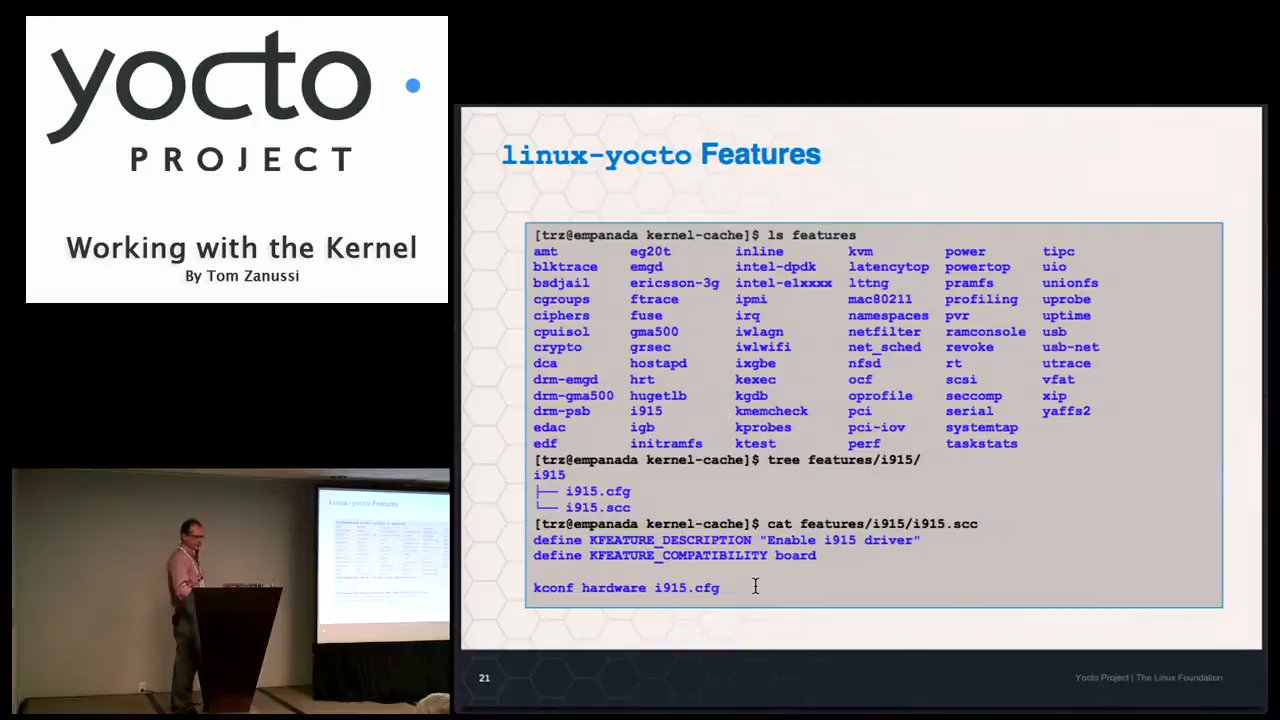 yocto
PROJECT
Working with the Kernel
By Tom Zanussi
linux-yocto Features
[trz@empanada kernel-cache]$ ls features
amt eg20t inline kvm power tipc
blktrace emgd intel-dpdk latencytop powertop uio
bsdjail ericsson-3g intel-e1xxxx lttng pramfs unionfs
cgroups ftrace ipmi mac80211 profiling uprobe
ciphers fuse irq namespaces pvr uptime
cpuisol gma500 iwlagn netfilter ramconsole usb
crypto grsec iwlwifi net_sched revoke usb-net
dca hostapd ixgbe nfsd rt utrace
drm-emgd hrt kexec ocf scsi vfat
drm-gma500 hugetlb kgdb oprofile seccomp xip
drm-psb i915 kmemcheck pci serial yaffs2
edac igb kprobes pci-iov systemtap
edf initramfs ktest perf taskstats
[trz@empanada kernel-cache]$ tree features/i915/
i915
├── i915.cfg
└── i915.scc
[trz@empanada kernel-cache]$ cat features/i915/i915.scc
define KFEATURE_DESCRIPTION "Enable i915 driver"
define KFEATURE_COMPATIBILITY board
kconf hardware i915.cfg
21
Yocto Project | The Linux Foundation
linux-yocto Features